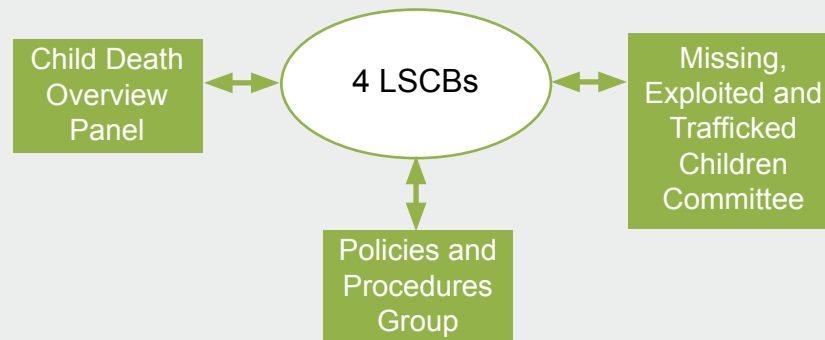 Child Death
Overview
Panel
4 LSCBs
Missing,
Exploited and
Trafficked
Children
Committee
Policies and
Procedures
Group